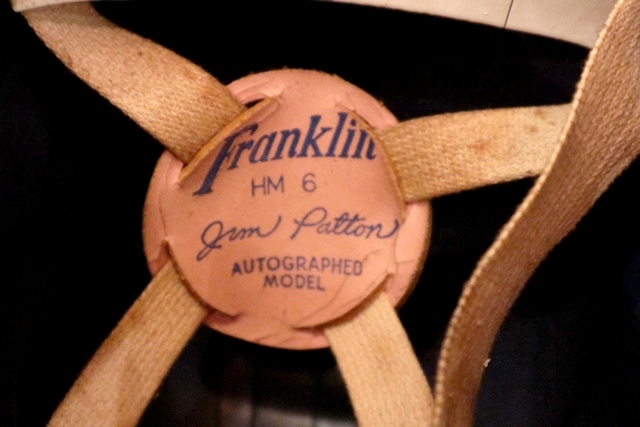 Franklin
HM 6
Jim Patton
AUTOGRAPHED
MODEL